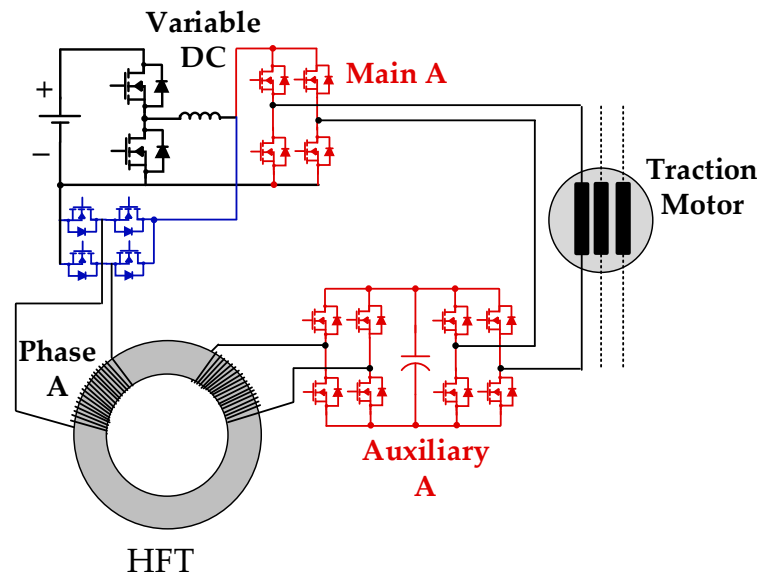 Variable
DC
+
−
Main A
Traction
Motor
Phase
A
Auxiliary
A
HFT